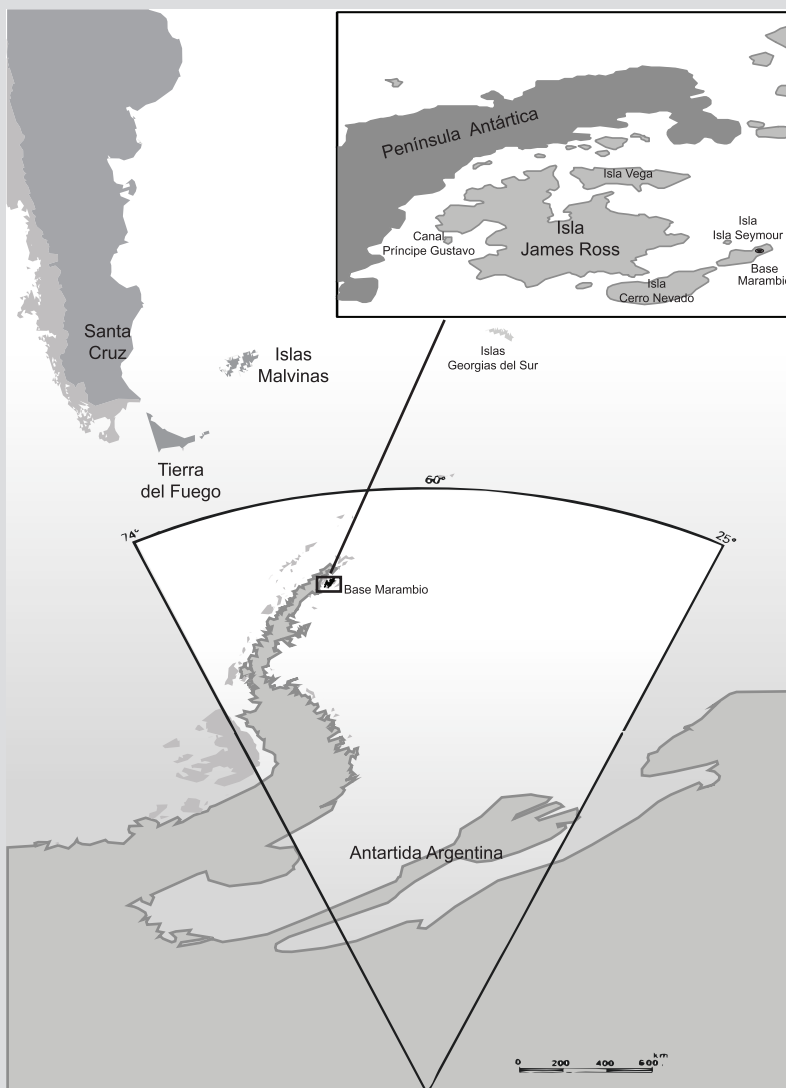 Península Antártica
Isla Vega
Isla
James Ross
Canal
Príncipe Gustavo
Isla
Isla Seymour
Base
Marambio
Isla
Cerro Nevado
Santa
Cruz
Islas
Malvinas
Islas
Georgias del Sur
Tierra
del Fuego
60°
74°
25°
Base Marambio
Antartida Argentina
0 200 400 600 km